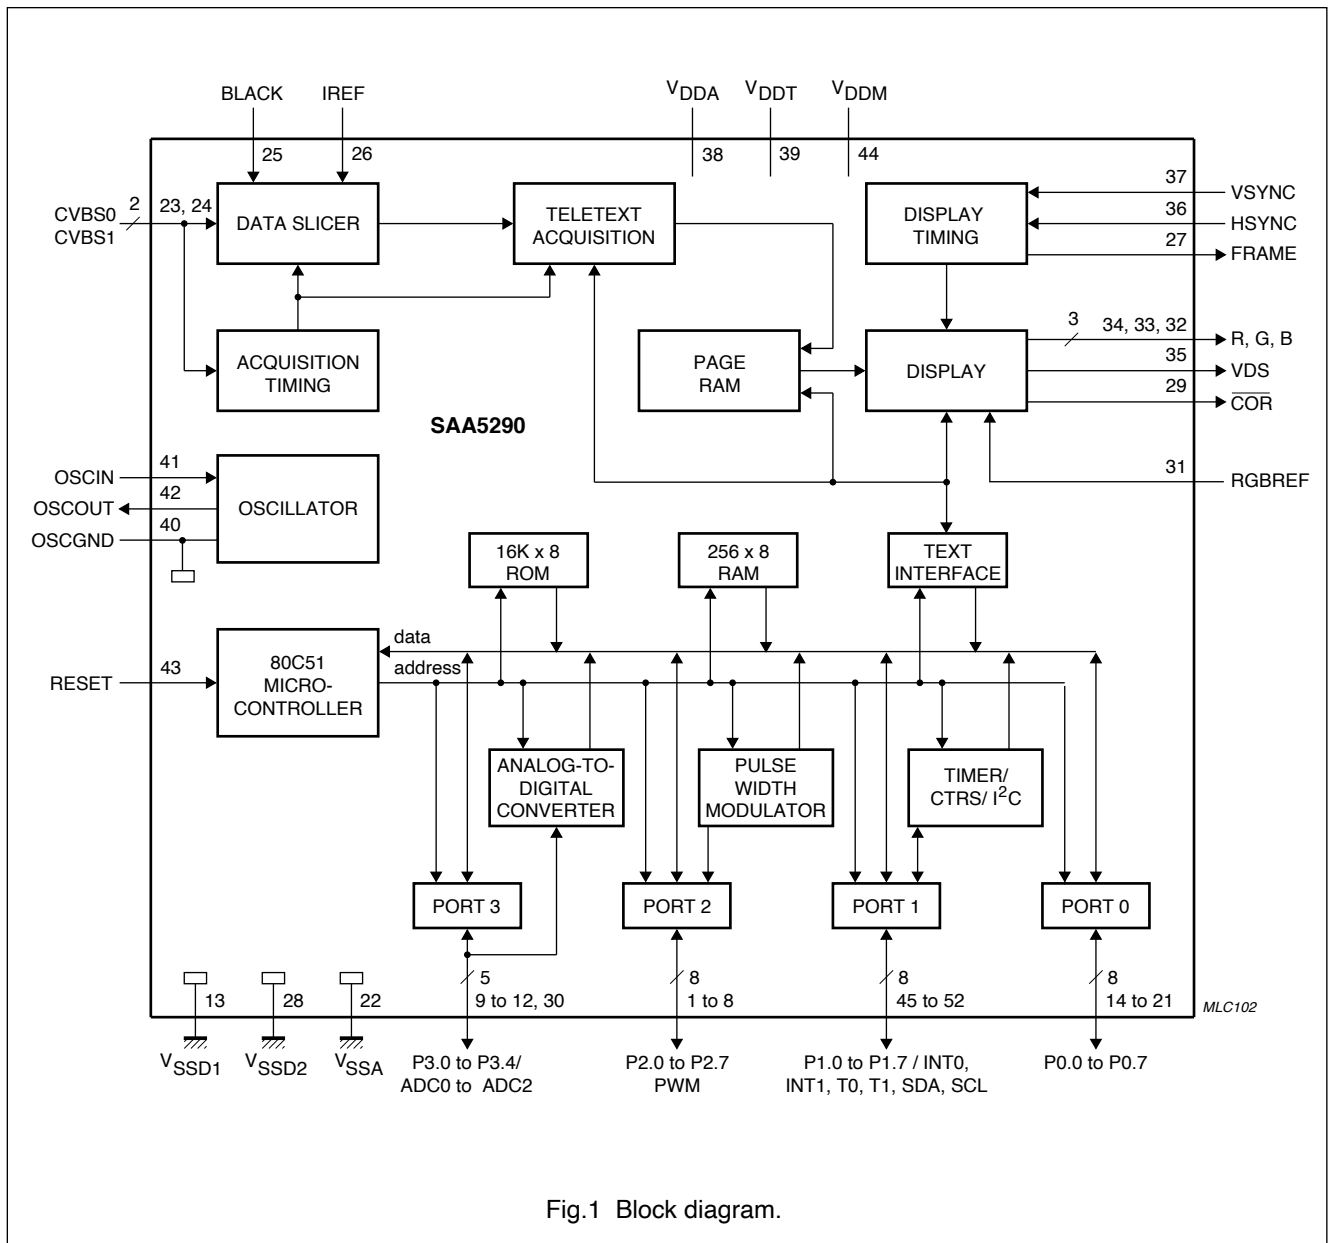 BLACK IREF VDDA VDDT VDDM
25 26 38 39 44
CVBS0
CVBS1
2
23, 24
DATA SLICER
TELETEXT
ACQUISITION
DISPLAY
TIMING
37
VSYNC
36
HSYNC
27
FRAME
ACQUISITION
TIMING
PAGE
RAM
DISPLAY
3
34, 33, 32
R, G, B
35
VDS
29
COR
SAA5290
31
RGBREF
OSCIN
41
OSCOUT
42
OSCGND
40
OSCILLATOR
16K x 8
ROM
256 x 8
RAM
TEXT
INTERFACE
RESET
43
80C51
MICRO-
CONTROLLER
data
address
ANALOG-TO-
DIGITAL
CONVERTER
PULSE
WIDTH
MODULATOR
TIMER/
CTRS/ I2C
PORT 3
PORT 2
PORT 1
PORT 0
13
28
22
5
9 to 12, 30
8
1 to 8
8
45 to 52
8
14 to 21
MLC102
VSSD1
VSSD2
VSSA
P3.0 to P3.4/
ADC0 to ADC2
P2.0 to P2.7
PWM
P1.0 to P1.7 / INT0,
INT1, T0, T1, SDA, SCL
P0.0 to P0.7
Fig.1 Block diagram.